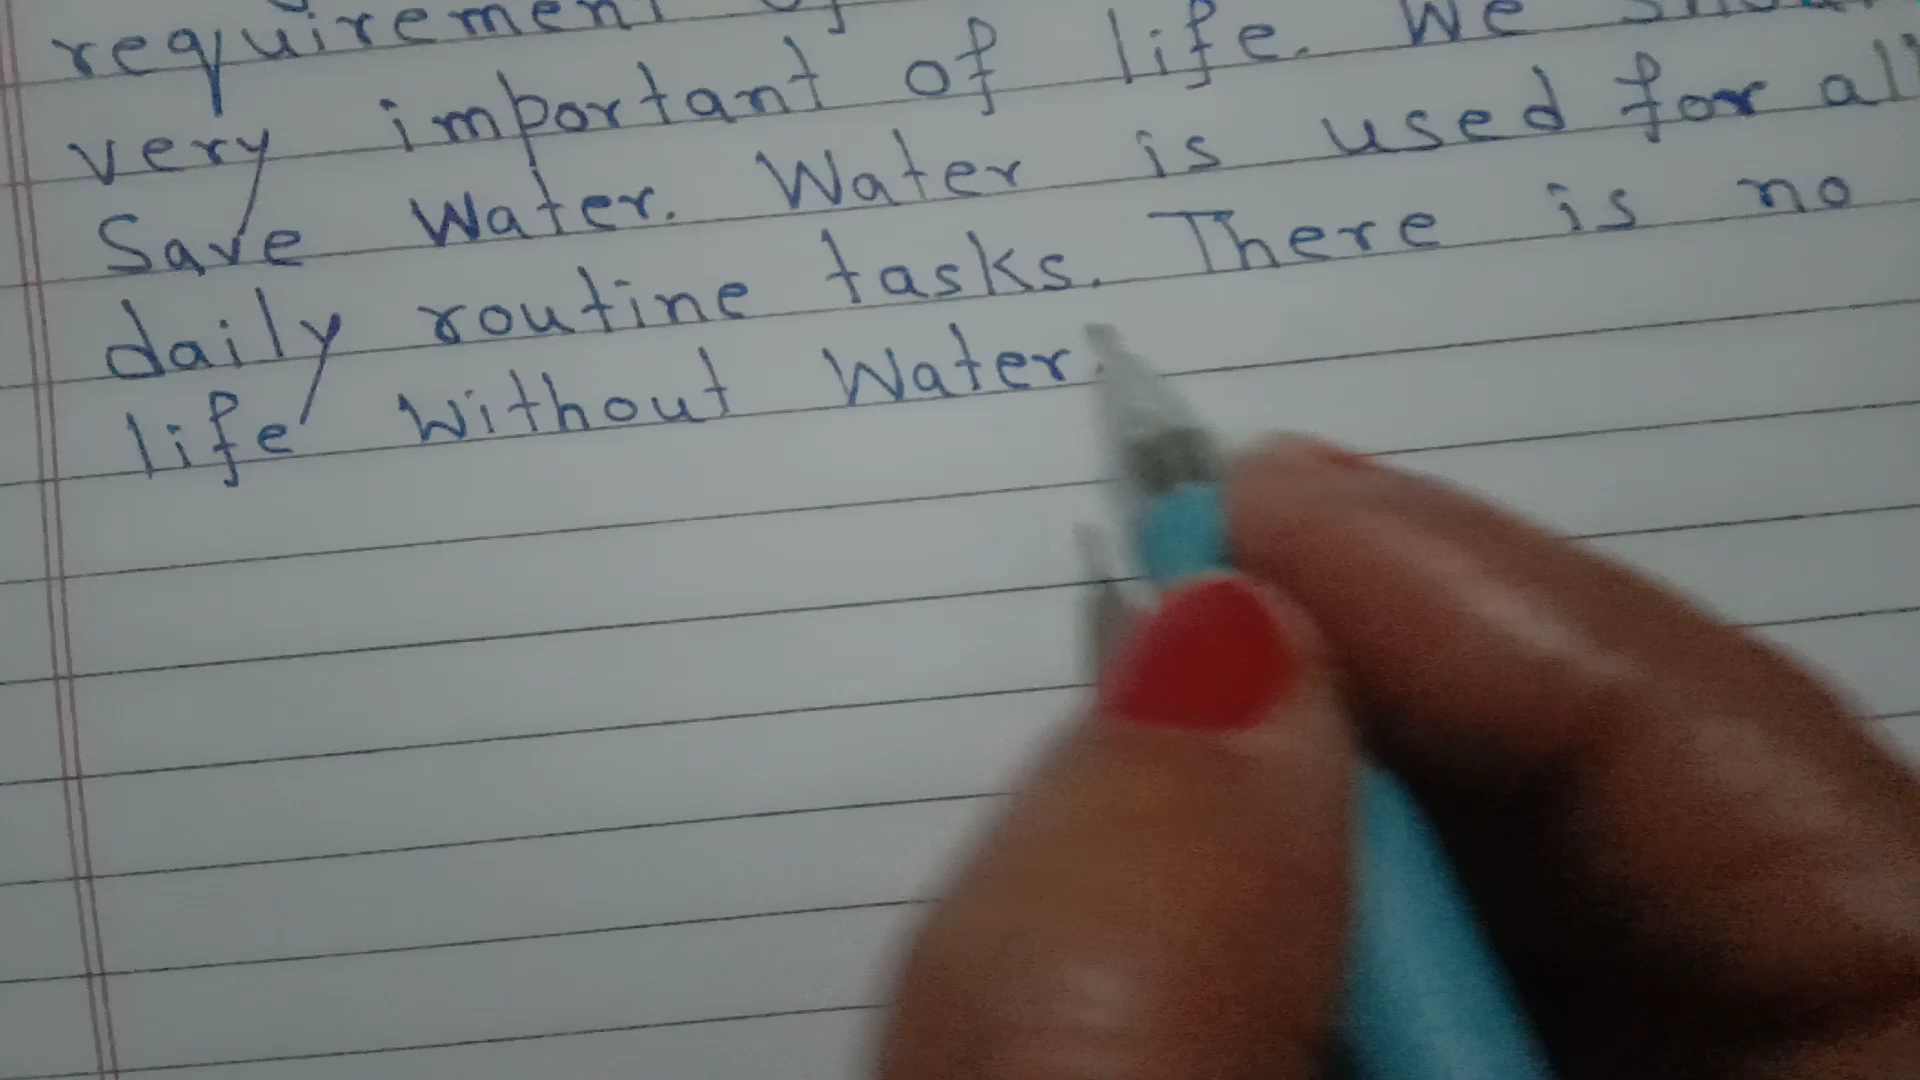 requirement
very important of life. We
Save Water. Water is used for all
daily routine tasks. There is no
life Without Water.